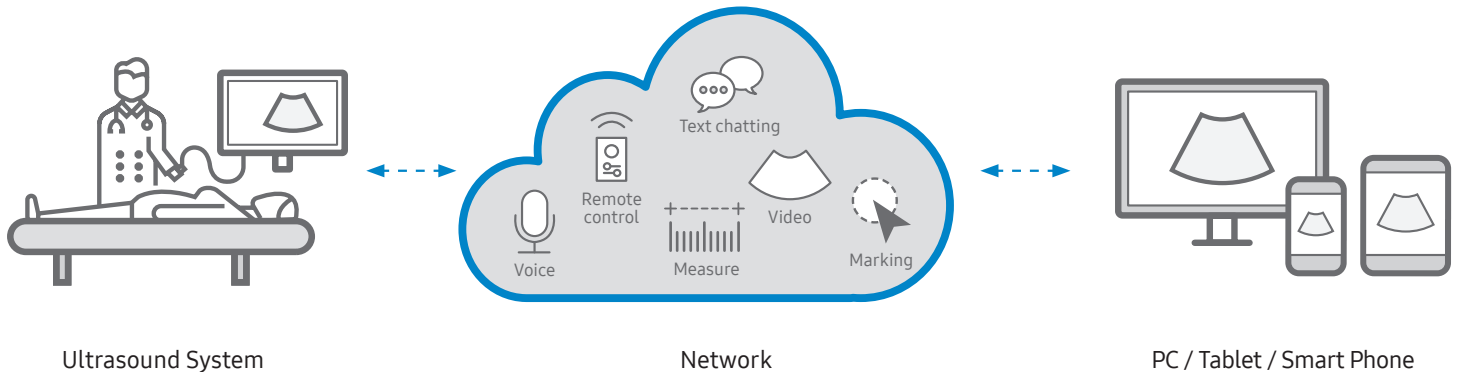 Text chatting
Remote
control
Video
Voice
Measure
Marking
Ultrasound System
Network
PC / Tablet / Smart Phone